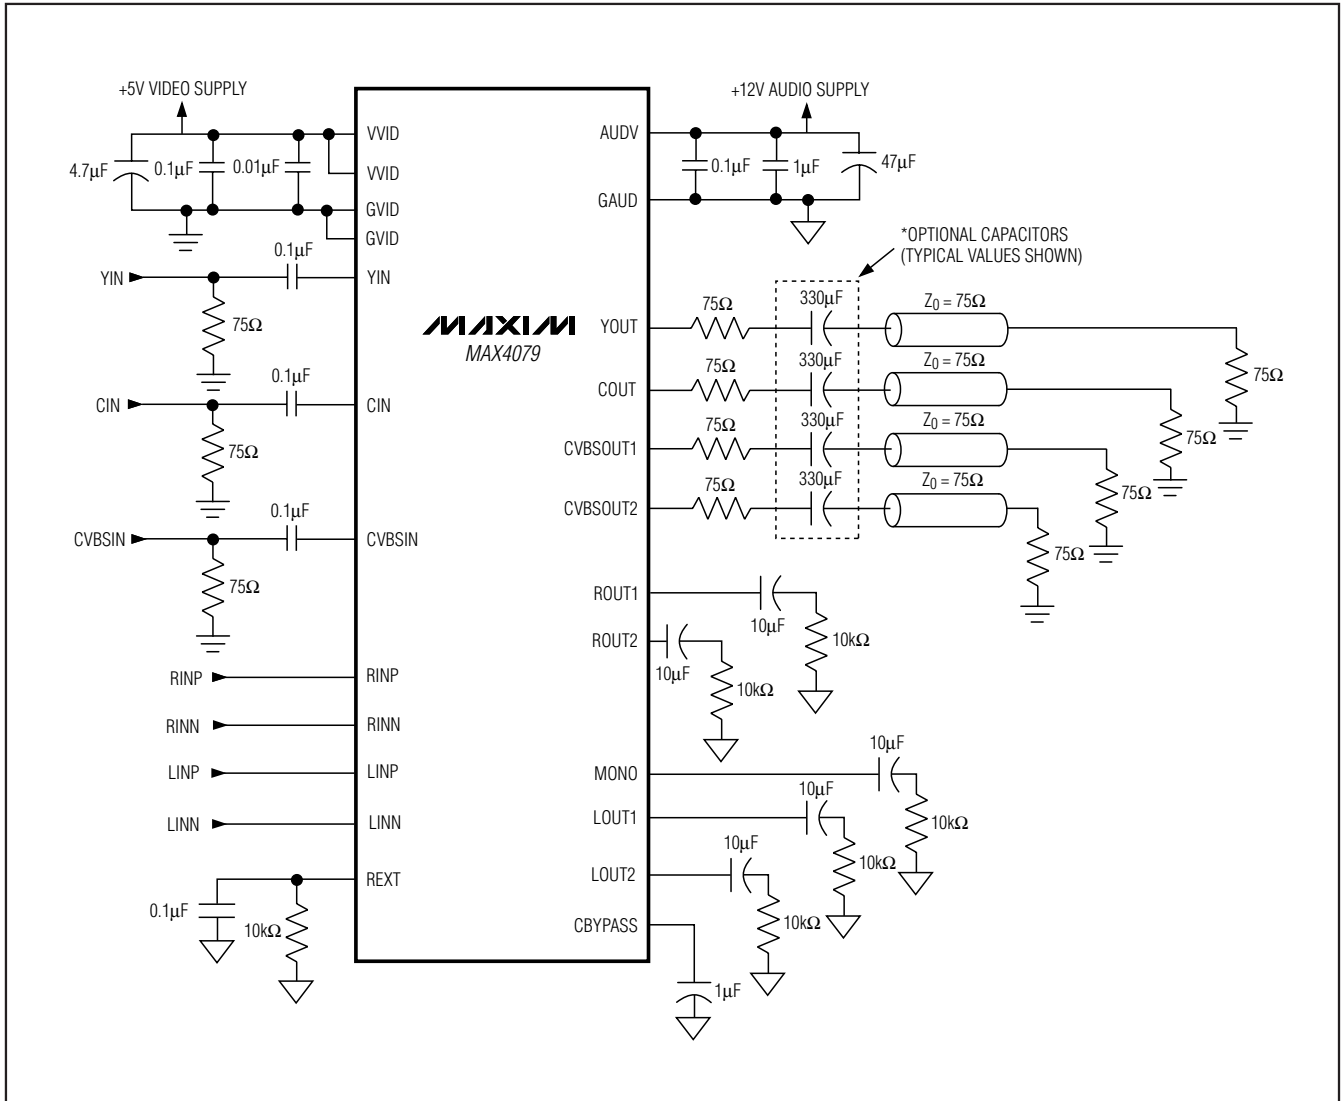 +5V VIDEO SUPPLY
4.7µF
0.1µF
0.01µF
VVID
VVID
GVID
GVID
0.1µF
YIN
YIN
75Ω
0.1µF
CIN
CIN
75Ω
0.1µF
CVBSIN
CVBSIN
75Ω
RINP
RINP
RINN
RINN
LINP
LINP
LINN
LINN
REXT
0.1µF
10kΩ
MAXIM
MAX4079
+12V AUDIO SUPPLY
AUDV
0.1µF
1µF
47µF
GAUD
*OPTIONAL CAPACITORS
(TYPICAL VALUES SHOWN)
YOUT
75Ω
330µF
Z0 = 75Ω
75Ω
COUT
75Ω
330µF
Z0 = 75Ω
75Ω
CVBSOUT1
75Ω
330µF
Z0 = 75Ω
75Ω
CVBSOUT2
75Ω
330µF
Z0 = 75Ω
75Ω
ROUT1
10µF
10kΩ
ROUT2
10µF
10kΩ
MONO
10µF
10kΩ
LOUT1
10µF
10kΩ
LOUT2
10µF
10kΩ
CBYPASS
1µF